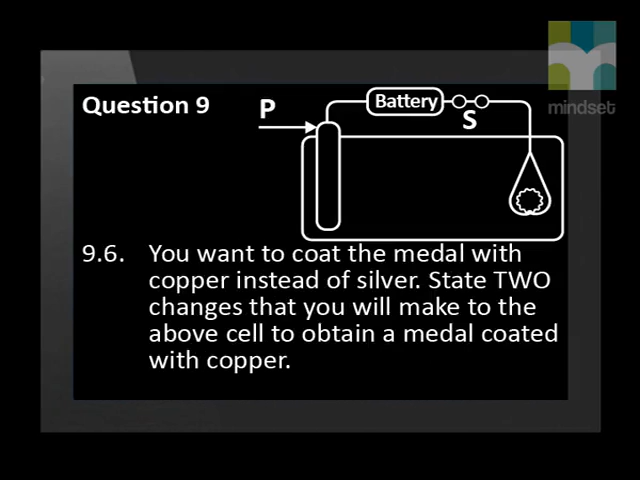 mindset
Question 9
P
Battery
S
9.6. You want to coat the medal with
copper instead of silver. State TWO
changes that you will make to the
above cell to obtain a medal coated
with copper.